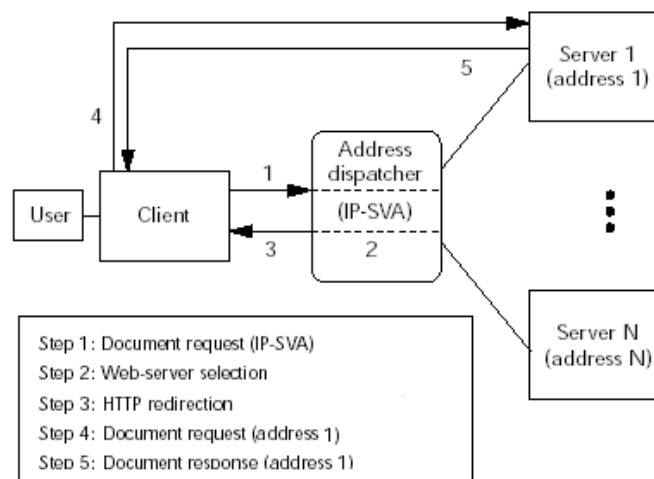 Server 1
(address 1)
5
4
Address
dispatcher
1
(IP-SVA)
User
Client
3
2
Server N
(address N)
Step 1: Document request (IP-SVA)
Step 2: Web-server selection
Step 3: HTTP redirection
Step 4: Document request (address 1)
Step 5: Document response (address 1)